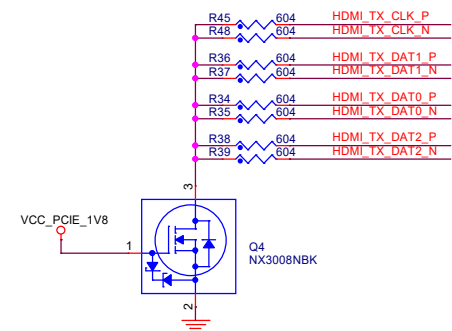 R45 604 HDMI_TX_CLK_P
R48 604 HDMI_TX_CLK_N
R36 604 HDMI_TX_DAT1_P
R37 604 HDMI_TX_DAT1_N
R34 604 HDMI_TX_DAT0_P
R35 604 HDMI_TX_DAT0_N
R38 604 HDMI_TX_DAT2_P
R39 604 HDMI_TX_DAT2_N
3
VCC_PCIE_1V8
1
Q4
NX3008NBK
2